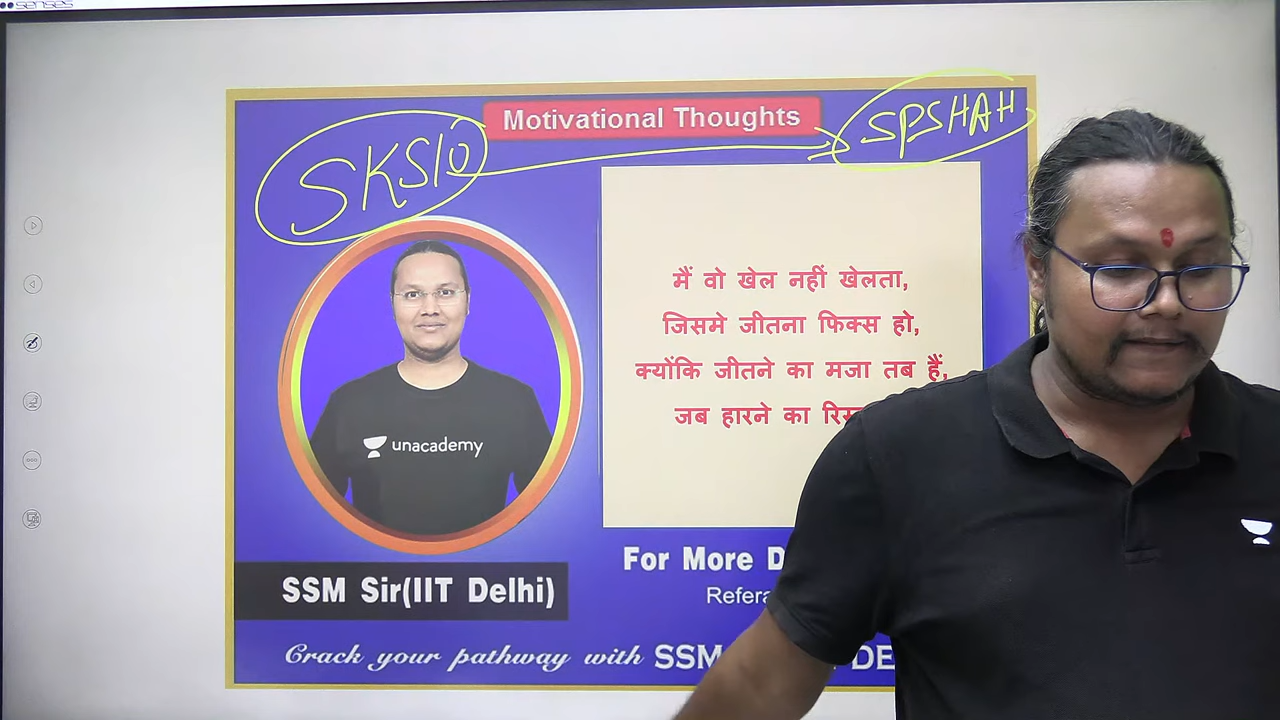 senses
Motivational Thoughts
SKS10
SPSHAH
मैं वो खेल नहीं खेलता,
जिसमे जीतना फिक्स हो,
क्योंकि जीतने का मजा तब हैं,
जब हारने का
unacademy
For More
SSM Sir(IIT Delhi)
Crack your pathway with SSM